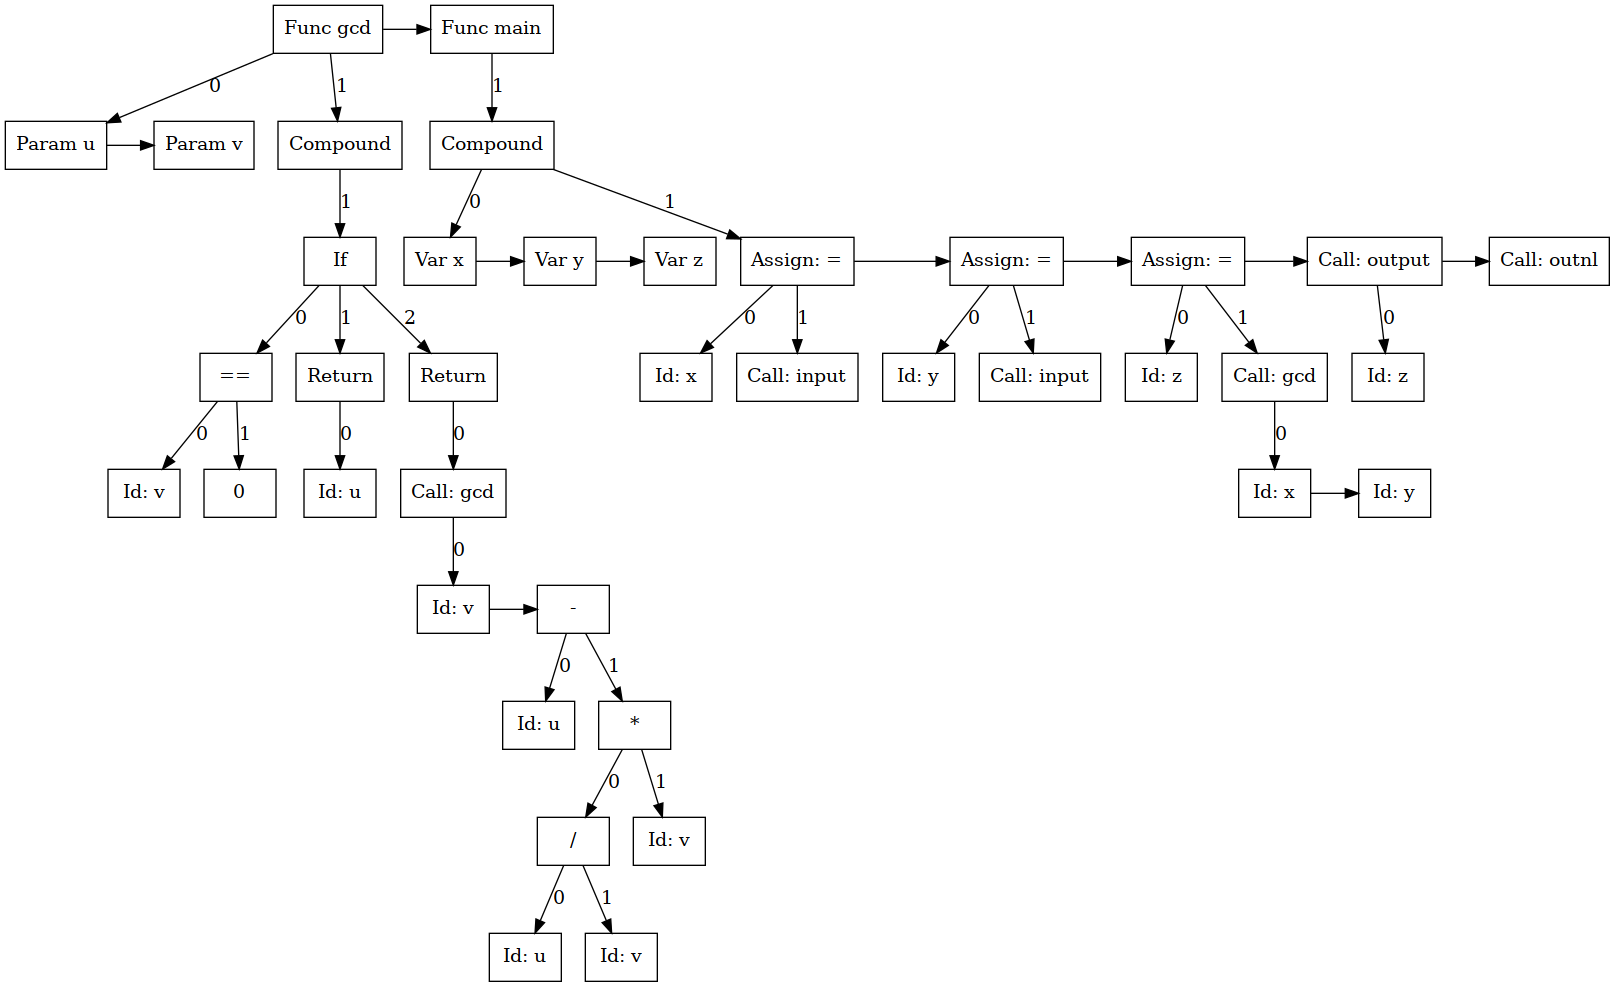 Func gcd Func main
0 1 1
Param u Param v Compound Compound
1 0 1
If Var x Var y Var z Assign: = Assign: = Assign: = Call: output Call: outnl
0 1 2 0 1 0 1 0 1 0
== Return Return Id: x Call: input Id: y Call: input Id: z Call: gcd Id: z
0 1 0 0 0
Id: v 0 Id: u Call: gcd Id: x Id: y
0
Id: v -
0 1
Id: u *
0 1
/ Id: v
0 1
Id: u Id: v